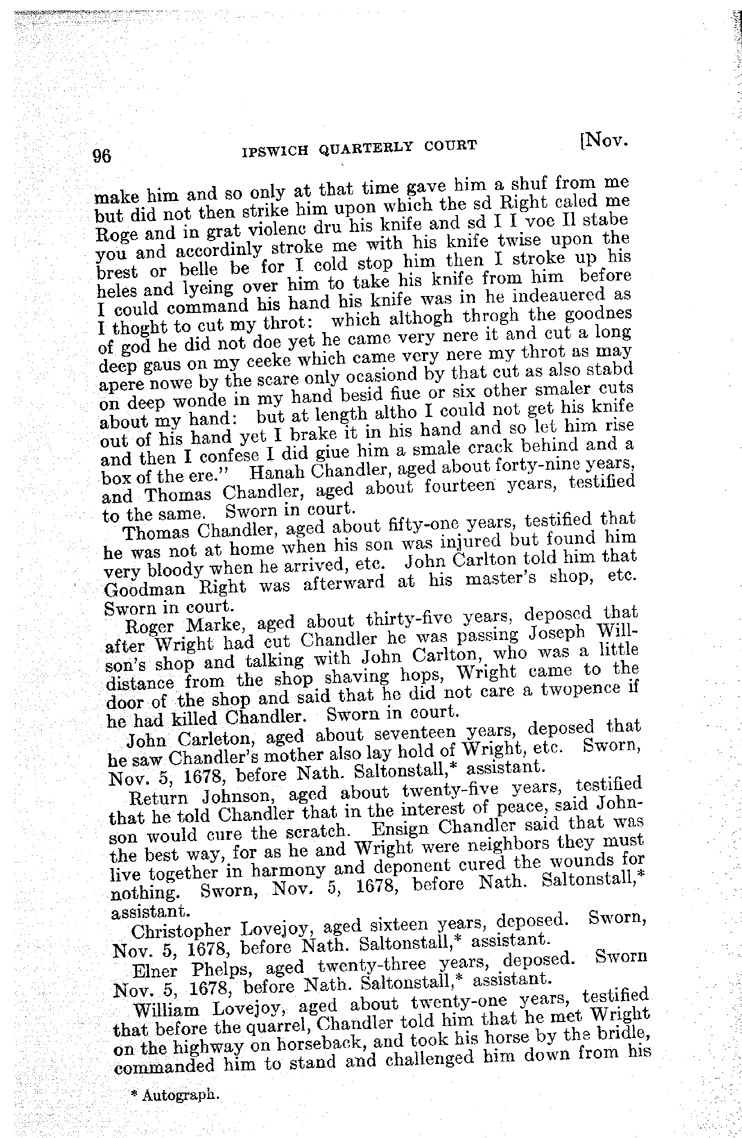 96 IPSWICH QUARTERLY COURT [Nov.
make him and so only at that time gave him a shuf from me
but did not then strike him upon which the sd Right caled me
Roge and in grat violenc dru his knife and sd I I voe Il stabe
you and accordinly stroke me with his knife twise upon the
brest or belle be for I cold stop him then I stroke up his
heles and lyeing over him to take his knife from him before
I could command his hand his knife was in he indeauered as
I thoght to cut my throt: which althogh throgh the goodnes
of god he did not doe yet he came very nere it and cut a long
deep gaus on my ceeke which came very nere my throt as may
apere nowe by the scare only ocasiond by that cut as also stabd
on deep wonde in my hand besid fiue or six other smaler cuts
about my hand: but at length altho I could not get his knife
out of his hand yet I brake it in his hand and so let him rise
and then I confese I did giue him a smale crack behind and a
box of the ere." Hanah Chandler, aged about forty-nine years,
and Thomas Chandler, aged about fourteen years, testified
to the same. Sworn in court.
Thomas Chandler, aged about fifty-one years, testified that
he was not at home when his son was injured but found him
very bloody when he arrived, etc. John Carlton told him that
Goodman Right was afterward at his master's shop, etc.
Sworn in court.
Roger Marke, aged about thirty-five years, deposed that
after Wright had cut Chandler he was passing Joseph Will-
son's shop and talking with John Carlton, who was a little
distance from the shop shaving hops, Wright came to the
door of the shop and said that he did not care a twopence if
he had killed Chandler. Sworn in court.
John Carleton, aged about seventeen years, deposed that
he saw Chandler's mother also lay hold of Wright, etc. Sworn,
Nov. 5, 1678, before Nath. Saltonstall,* assistant.
Return Johnson, aged about twenty-five years, testified
that he told Chandler that in the interest of peace, said John-
son would cure the scratch. Ensign Chandler said that was
the best way, for as he and Wright were neighbors they must
live together in harmony and deponent cured the wounds for
nothing. Sworn, Nov. 5, 1678, before Nath. Saltonstall,*
assistant.
Christopher Lovejoy, aged sixteen years, deposed. Sworn,
Nov. 5, 1678, before Nath. Saltonstall,* assistant.
Elner Phelps, aged twenty-three years, deposed. Sworn
Nov. 5, 1678, before Nath. Saltonstall,* assistant.
William Lovejoy, aged about twenty-one years, testified
that before the quarrel, Chandler told him that he met Wright
on the highway on horseback, and took his horse by the bridle,
commanded him to stand and challenged him down from his
* Autograph.